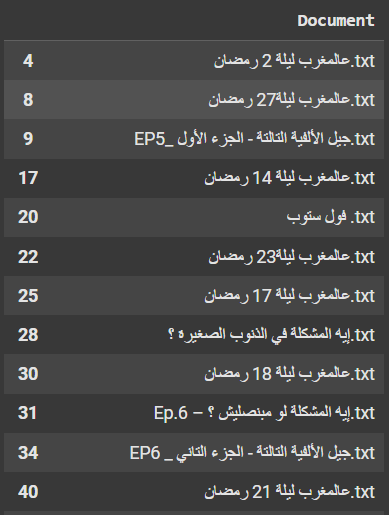 Document
4 عالمغرب ليلة 2 رمضان.txt
8 عالمغرب ليلة27 رمضان.txt
9 جيل الألفية التالتة - الجزء الأول _EP5.txt
17 عالمغرب ليلة 14 رمضان.txt
20 فول ستوب .txt
22 عالمغرب ليلة23 رمضان.txt
25 عالمغرب ليلة 17 رمضان.txt
28 إيه المشكلة في الذنوب الصغيرة ؟.txt
30 عالمغرب ليلة 18 رمضان.txt
31 إيه المشكلة لو مبنصليش ؟ – Ep.6.txt
34 جيل الألفية التالتة - الجزء التاني _ EP6.txt
40 عالمغرب ليلة 21 رمضان.txt